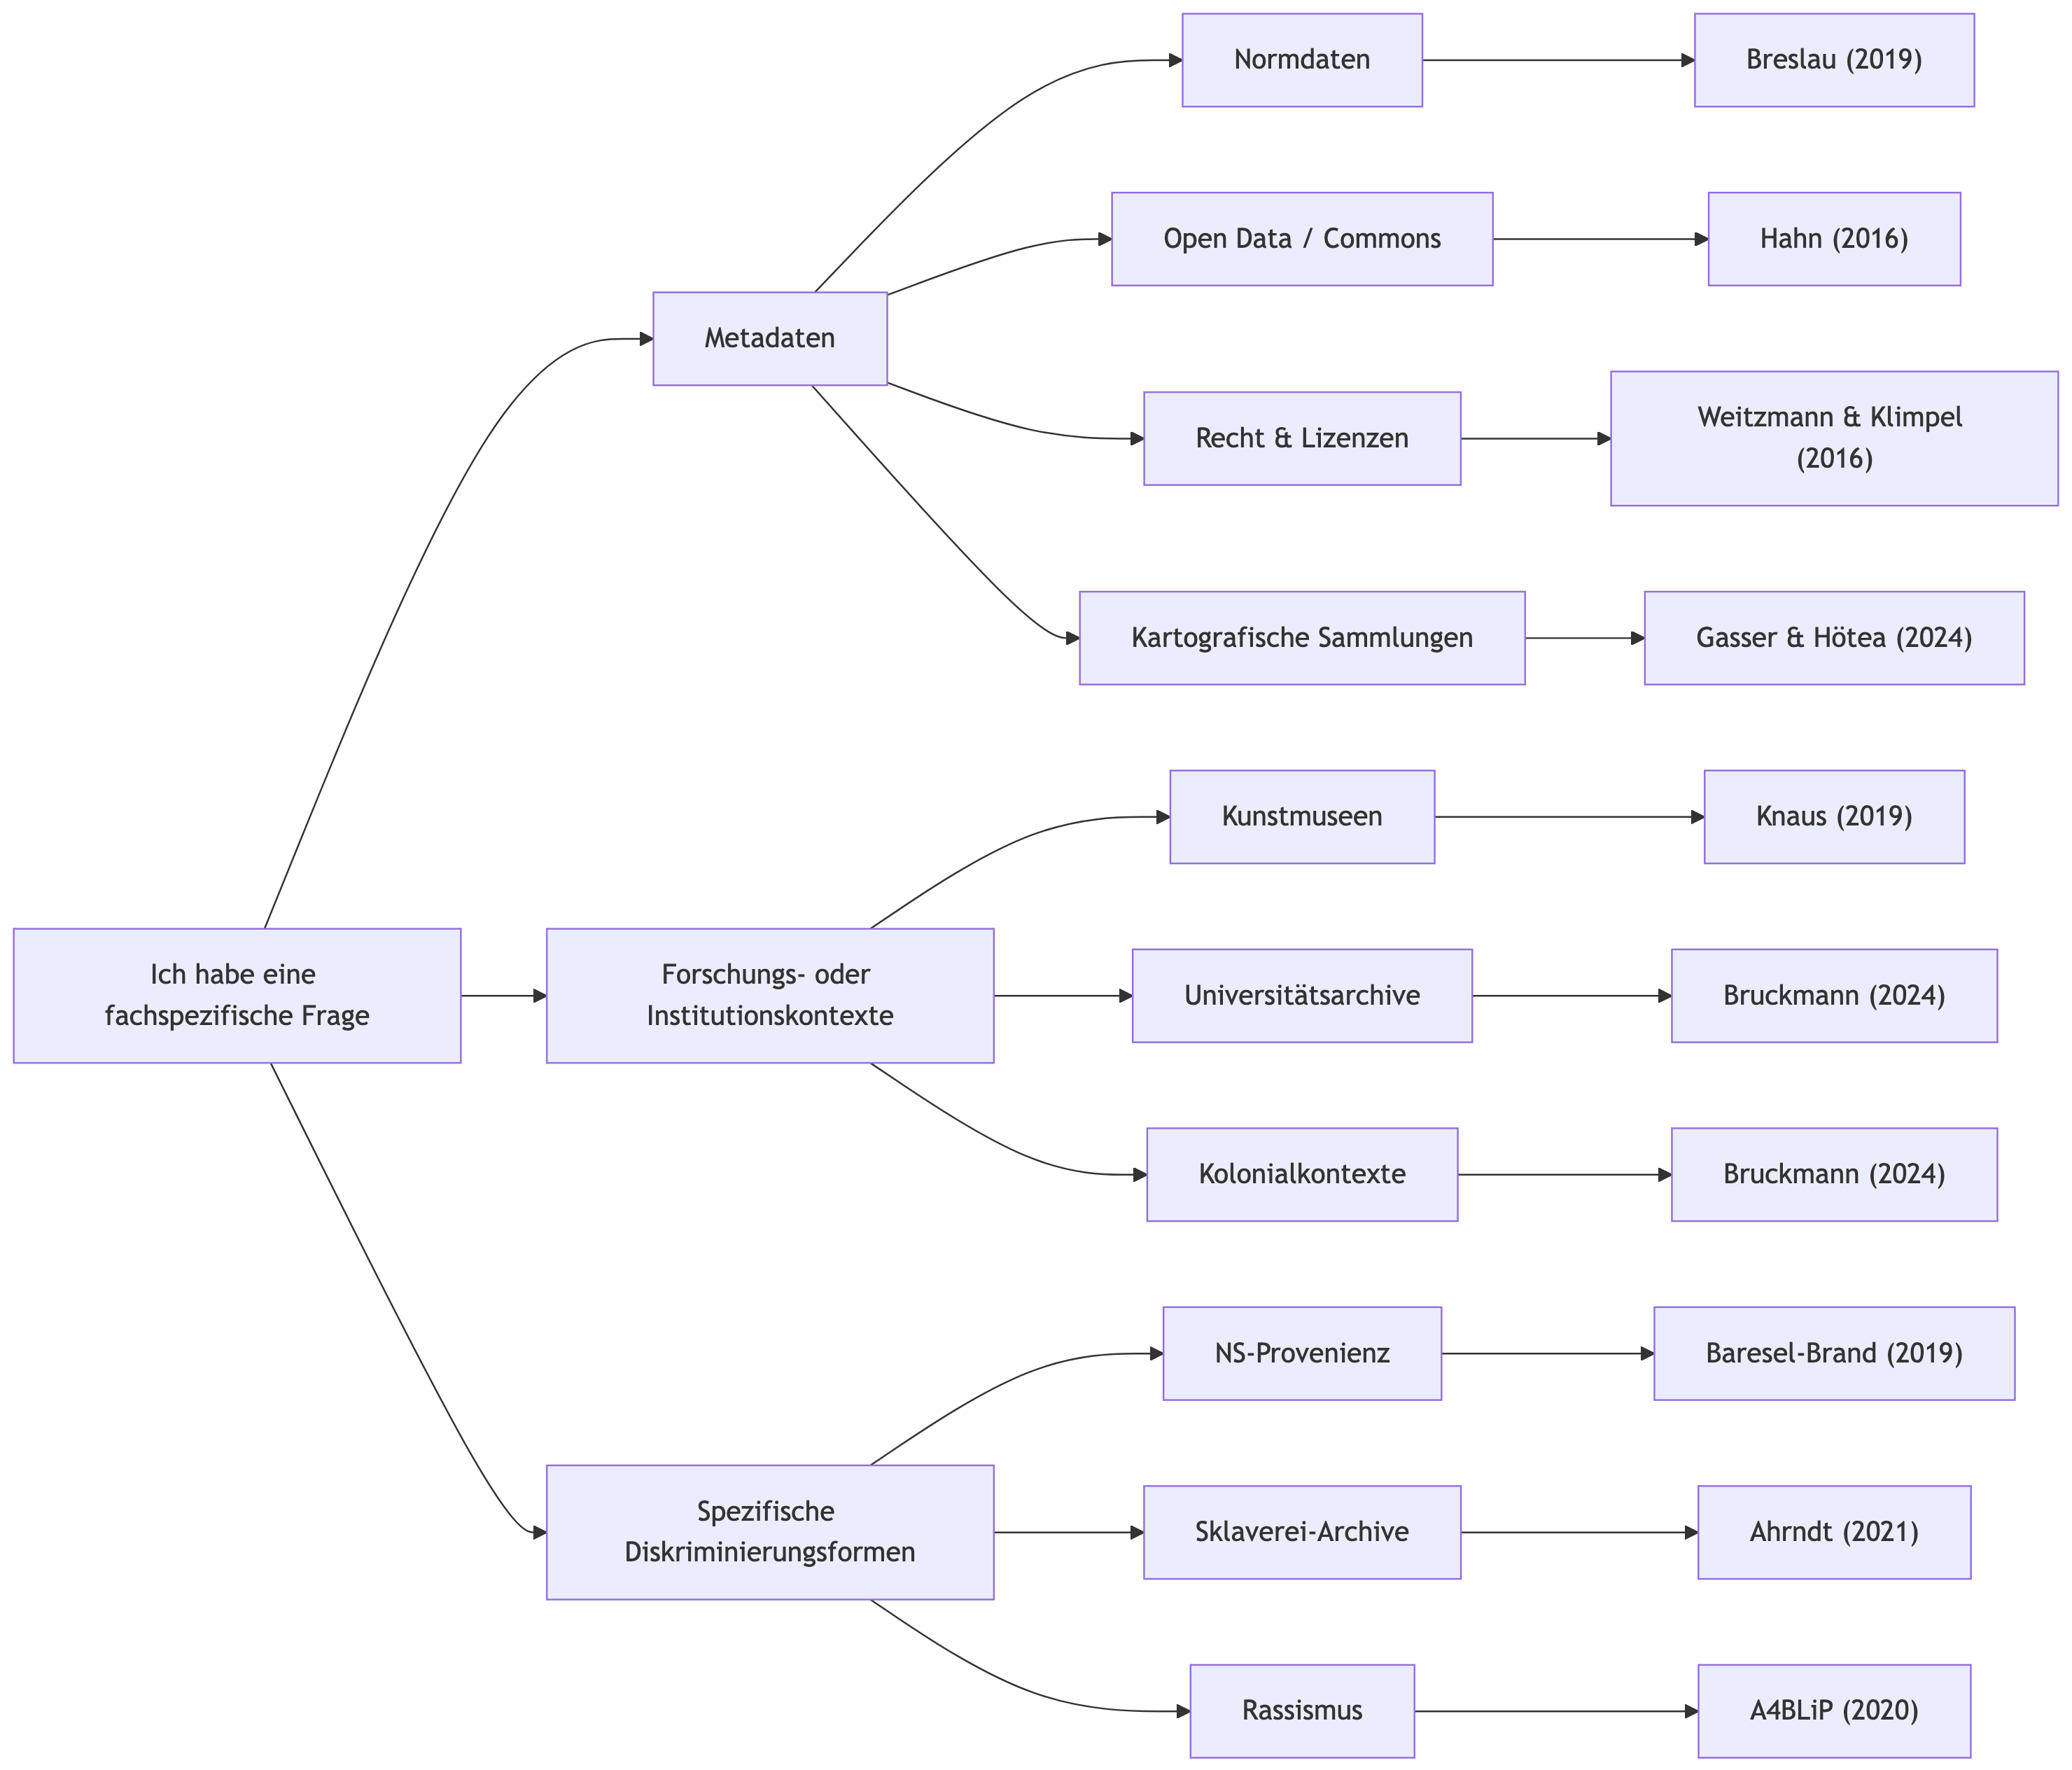 Ich habe eine
fachspezifische Frage
Metadaten
Normdaten
Breslau (2019)
Open Data / Commons
Hahn (2016)
Recht & Lizenzen
Weitzmann & Klimpel
(2016)
Kartografische Sammlungen
Gasser & Hötea (2024)
Forschungs- oder
Institutionskontexte
Kunstmuseen
Knaus (2019)
Universitätsarchive
Bruckmann (2024)
Kolonialkontexte
Bruckmann (2024)
Spezifische
Diskriminierungsformen
NS-Provenienz
Baresel-Brand (2019)
Sklaverei-Archive
Ahrndt (2021)
Rassismus
A4BLiP (2020)